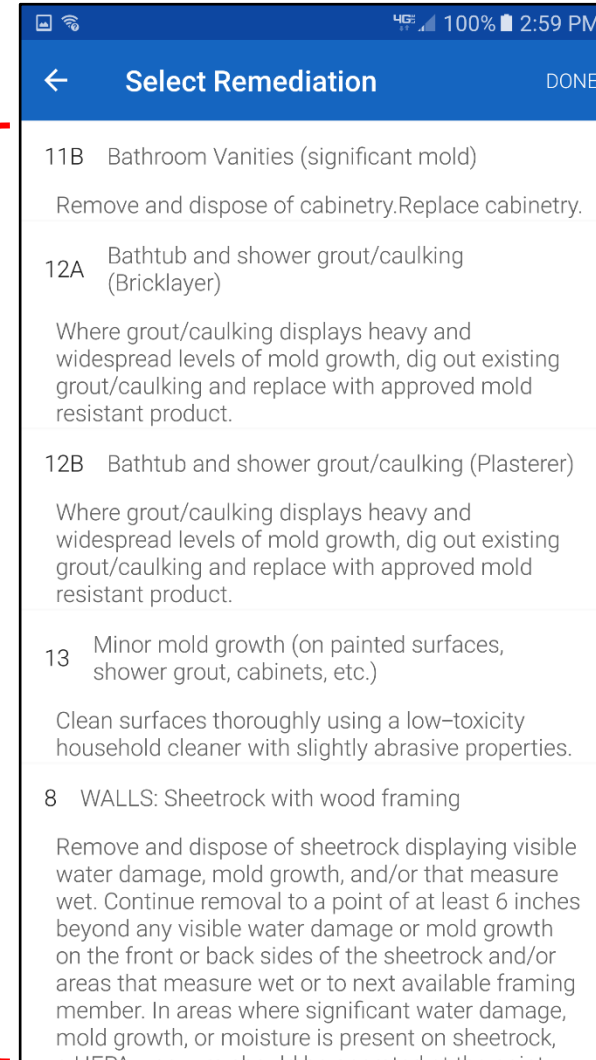 4G 100% 2:59 PM
Select Remediation DONE
11B Bathroom Vanities (significant mold)
Remove and dispose of cabinetry.Replace cabinetry.
12A Bathtub and shower grout/caulking
(Bricklayer)
Where grout/caulking displays heavy and
widespread levels of mold growth, dig out existing
grout/caulking and replace with approved mold
resistant product.
12B Bathtub and shower grout/caulking (Plasterer)
Where grout/caulking displays heavy and
widespread levels of mold growth, dig out existing
grout/caulking and replace with approved mold
resistant product.
13 Minor mold growth (on painted surfaces,
shower grout, cabinets, etc.)
Clean surfaces thoroughly using a low–toxicity
household cleaner with slightly abrasive properties.
8 WALLS: Sheetrock with wood framing
Remove and dispose of sheetrock displaying visible
water damage, mold growth, and/or that measure
wet. Continue removal to a point of at least 6 inches
beyond any visible water damage or mold growth
on the front or back sides of the sheetrock and/or
areas that measure wet or to next available framing
member. In areas where significant water damage,
mold growth, or moisture is present on sheetrock,